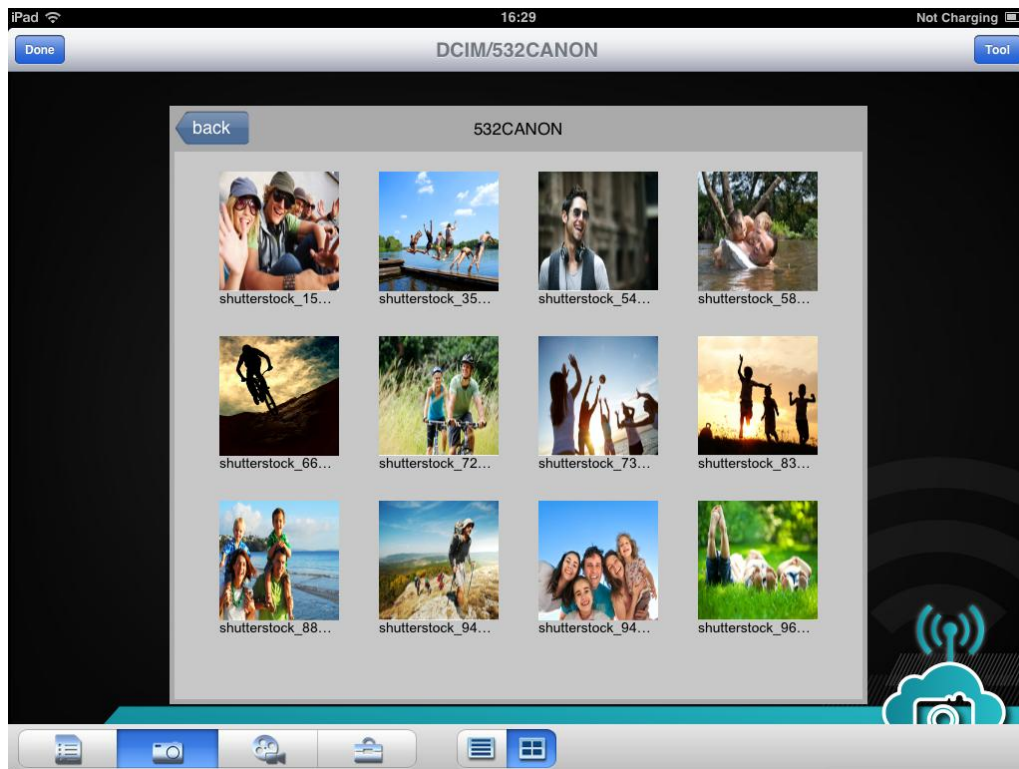 iPad 16:29 Not Charging
Done DCIM/532CANON Tool
back 532CANON
shutterstock_15... shutterstock_35... shutterstock_54... shutterstock_58...
shutterstock_66... shutterstock_72... shutterstock_73... shutterstock_83...
shutterstock_88... shutterstock_94... shutterstock_94... shutterstock_96...